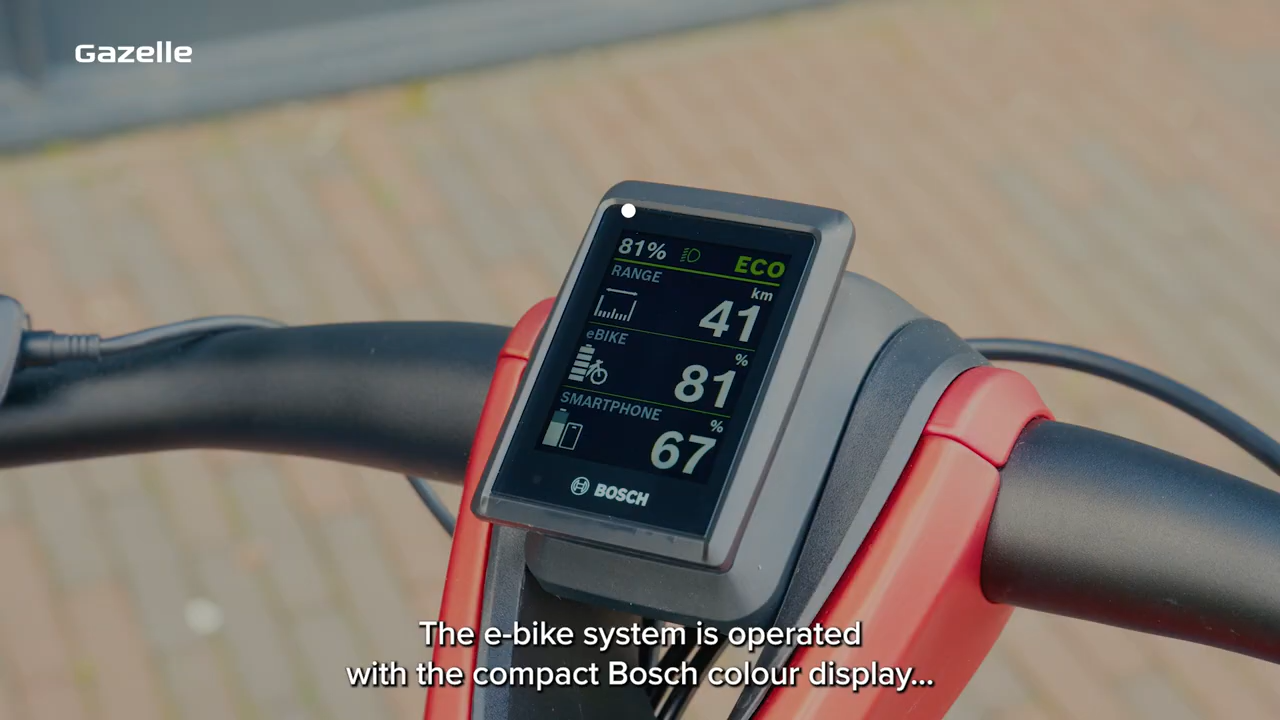 Gazelle
81% ECO
RANGE
km
41
eBIKE
%
81
SMARTPHONE
%
67
BOSCH
The e-bike system is operated
with the compact Bosch colour display...